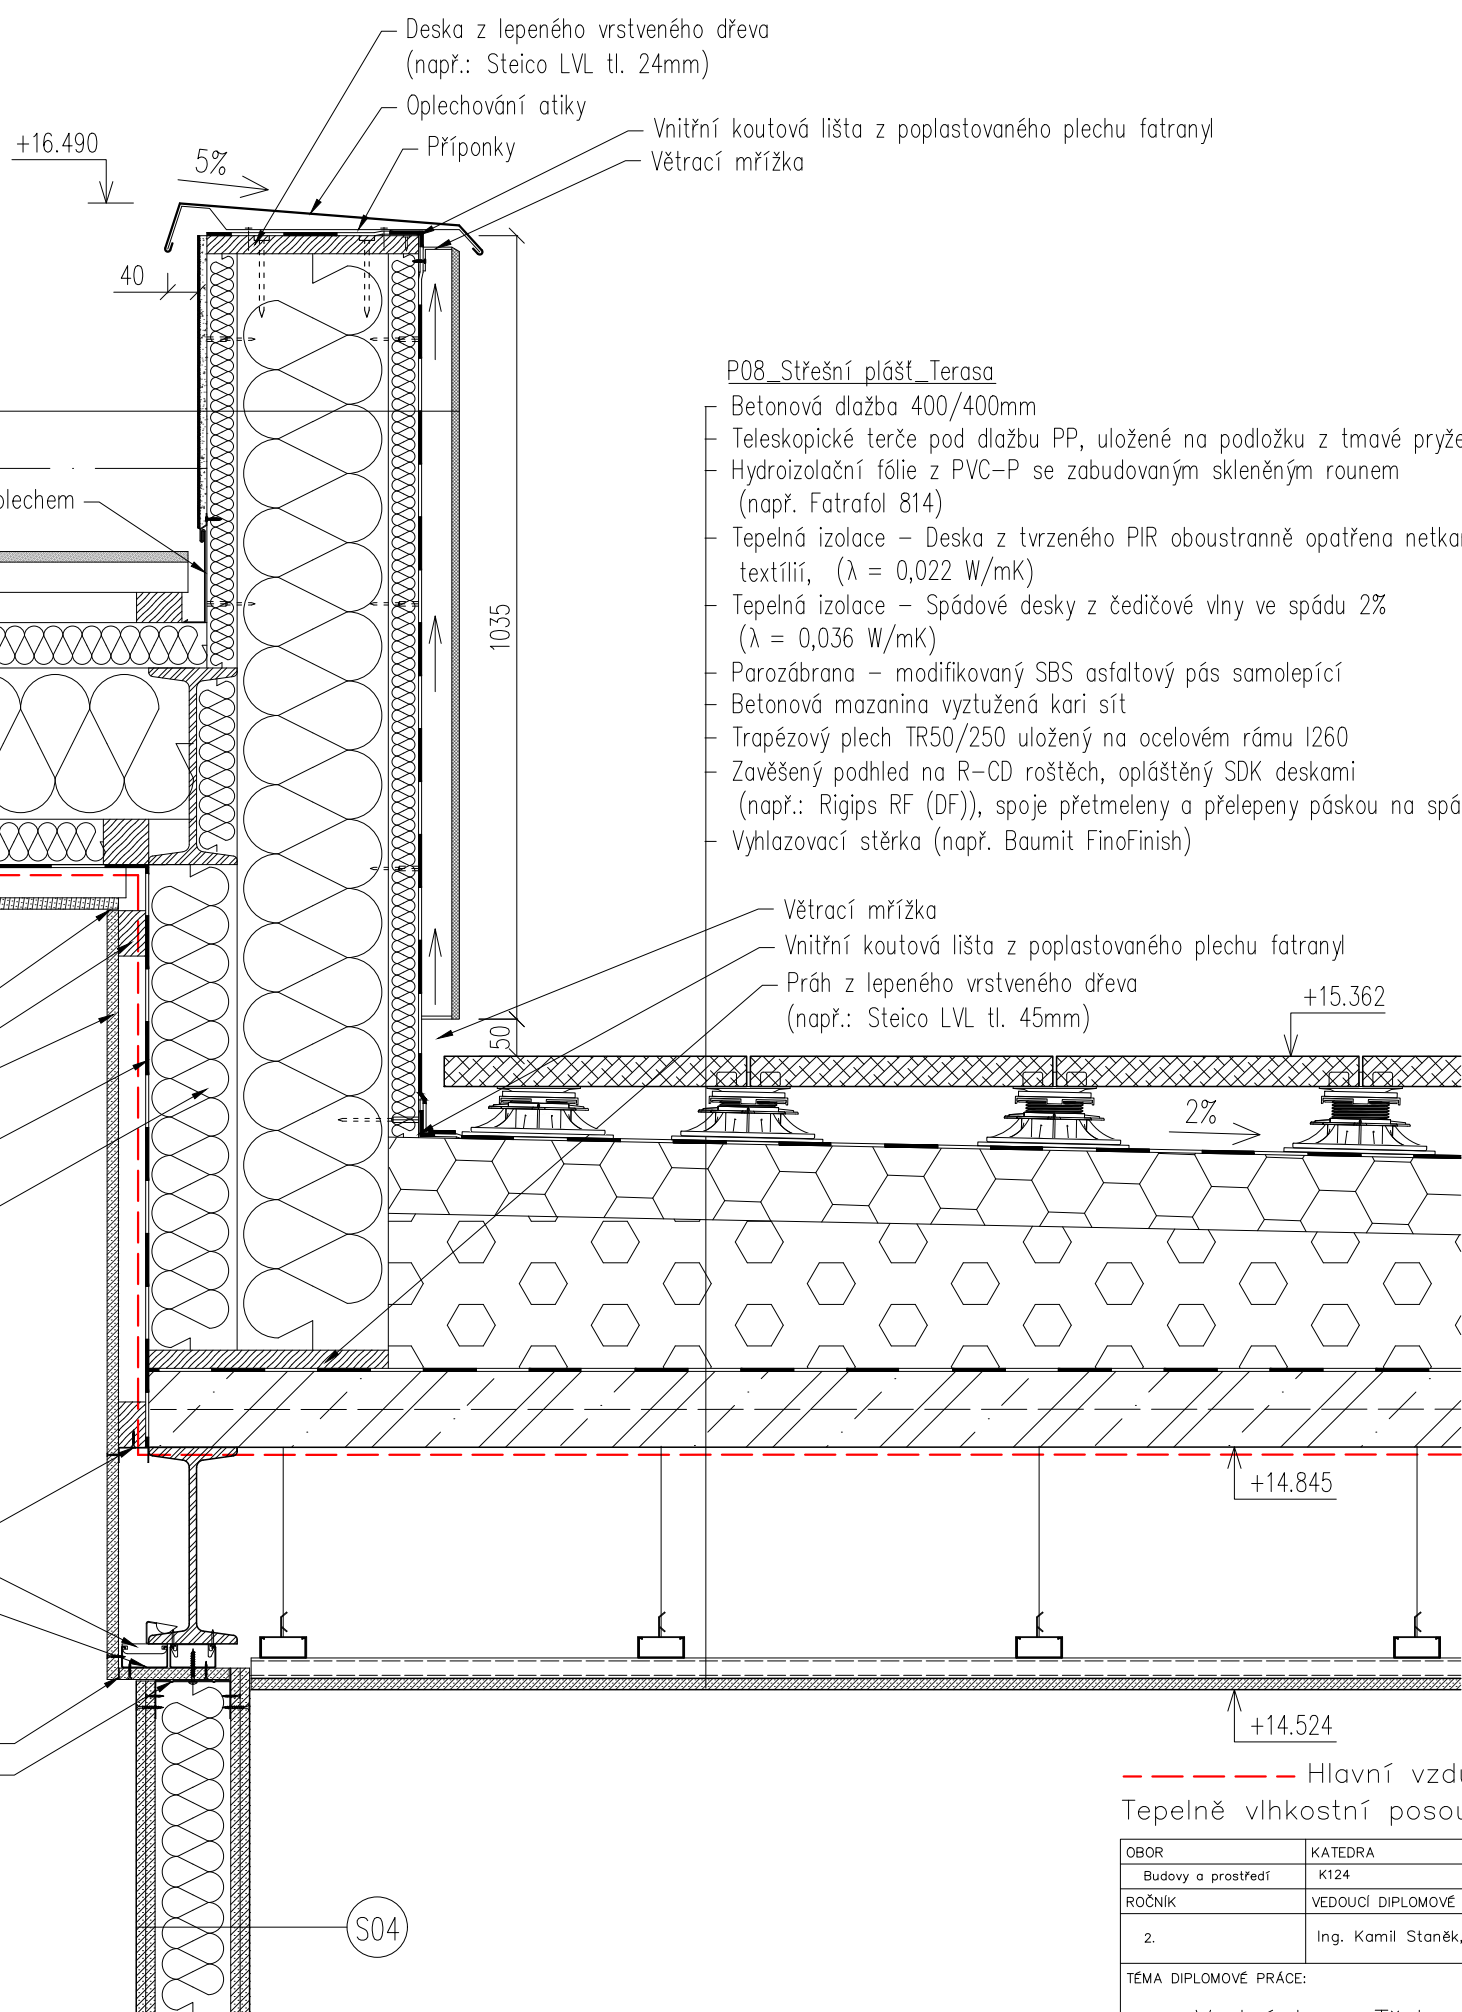 Deska z lepeného vrstveného dřeva
(např.: Steico LVL tl. 24mm)
Oplechování atiky
Příponky
Vnitřní koutová lišta z poplastovaného plechu fatranyl
Větrací mřížka
+16.490
5%
40
P08_Střešní plášť_Terasa
Betonová dlažba 400/400mm
Teleskopické terče pod dlažbu PP, uložené na podložku z tmavé pryže
Hydroizolační fólie z PVC-P se zabudovaným skleněným rounem
(např. Fatrafol 814)
Tepelná izolace - Deska z tvrzeného PIR oboustranně opatřena
textílií, (λ = 0,022 W/mK)
Tepelná izolace - Spádové desky z čedičové vlny ve spádu 2%
(λ = 0,036 W/mK)
Parozábrana - modifikovaný SBS asfaltový pás samolepící
Betonová mazanina vyztužená kari sít
Trapézový plech TR50/250 uložený na ocelovém rámu I260
Zavěšený podhled na R-CD roštěch, opláštěný SDK deskami
(např.: Rigips RF (DF)), spoje přetmeleny a přelepeny páskou na
Vyhlazovací stěrka (např. Baumit FinoFinish)
1035
Větrací mřížka
Vnitřní koutová lišta z poplastovaného plechu fatranyl
Práh z lepeného vrstveného dřeva
(např.: Steico LVL tl. 45mm)
50
+15.362
2%
+14.845
+14.524
Hlavní
Tepelně vlhkostní
OBOR
KATEDRA
Budovy a prostředí
K124
ROČNÍK
VEDOUCÍ DIPLOMOVÉ
2.
Ing. Kamil Staněk,
TÉMA DIPLOMOVÉ PRÁCE:
S04